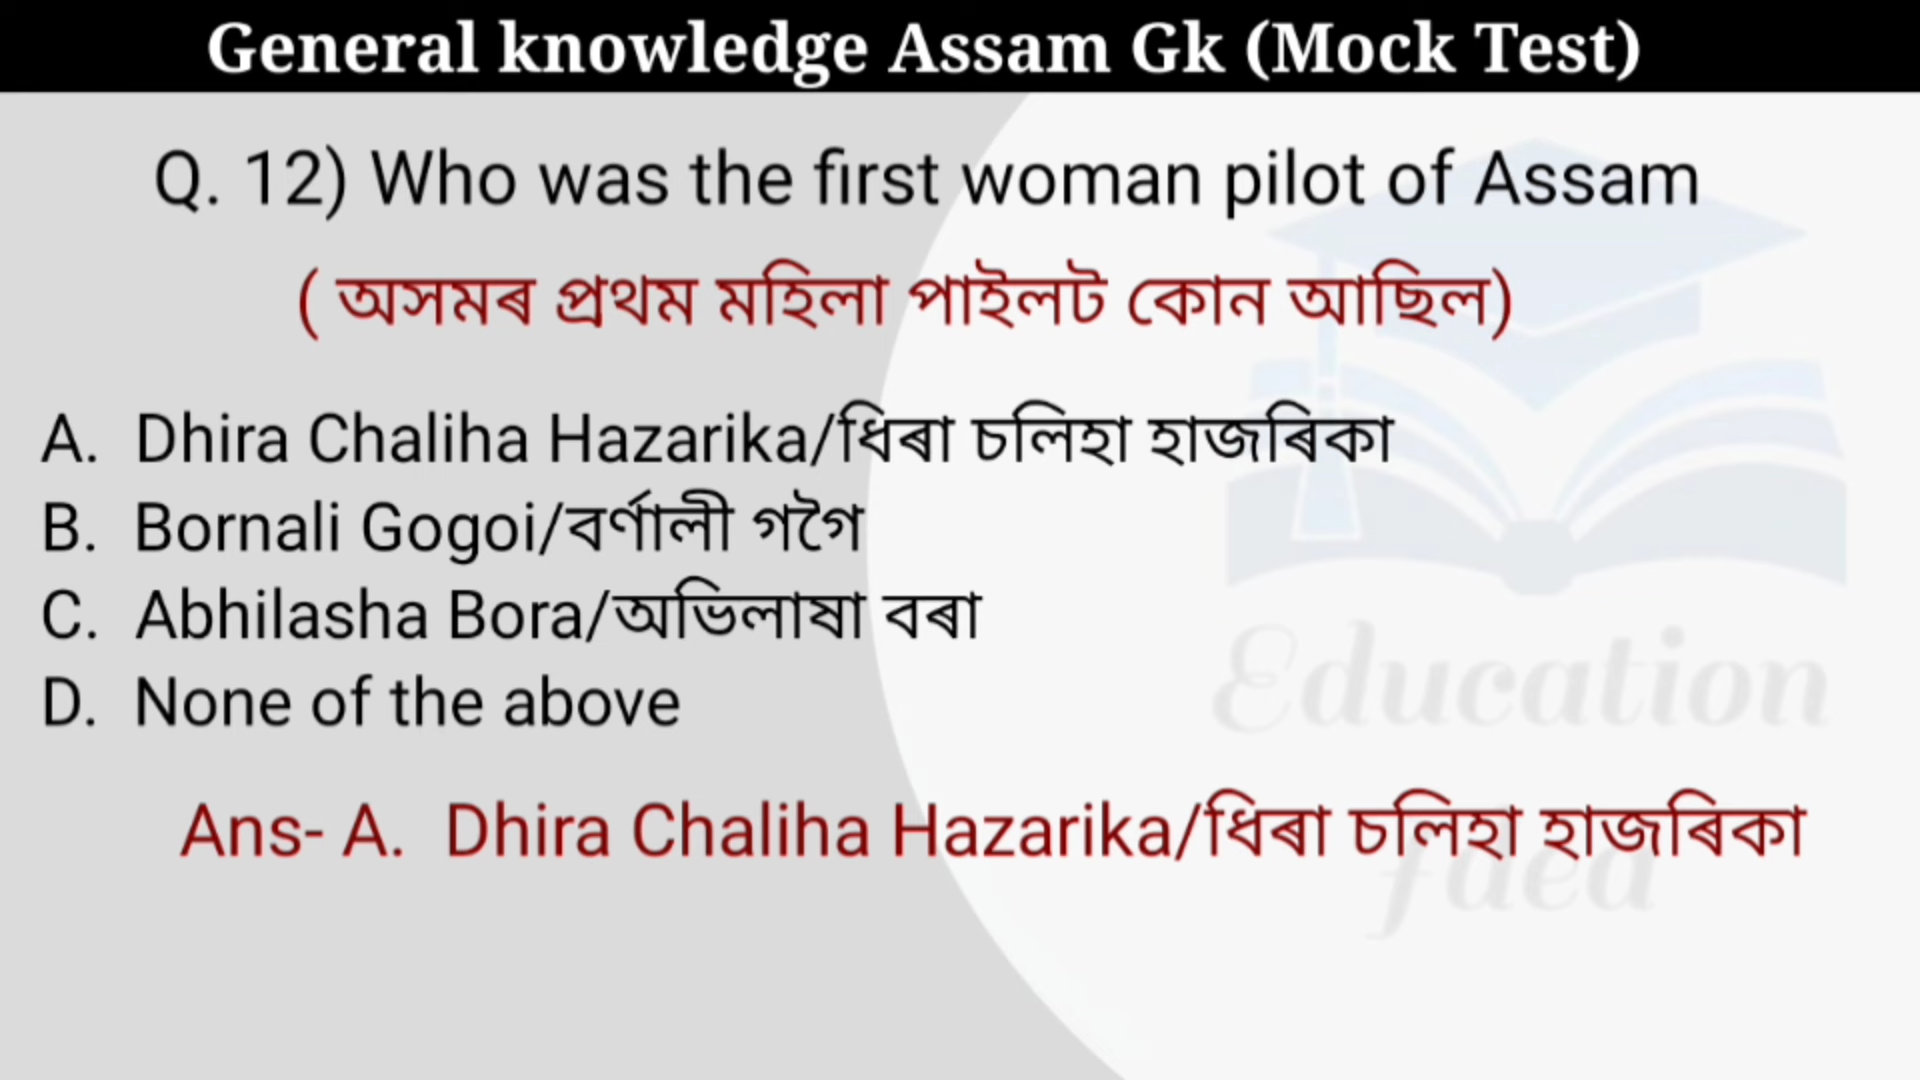 General knowledge Assam Gk (Mock Test)
Q. 12) Who was the first woman pilot of Assam
( অসমৰ প্ৰথম মহিলা পাইলট কোন আছিল)
A. Dhira Chaliha Hazarika/ধিৰা চলিহা হাজৰিকা
B. Bornali Gogoi/বৰ্ণালী গগৈ
C. Abhilasha Bora/অভিলাষা বৰা
D. None of the above
Education
Ans- A. Dhira Chaliha Hazarika/ধিৰা চলিহা হাজৰিকা
faed